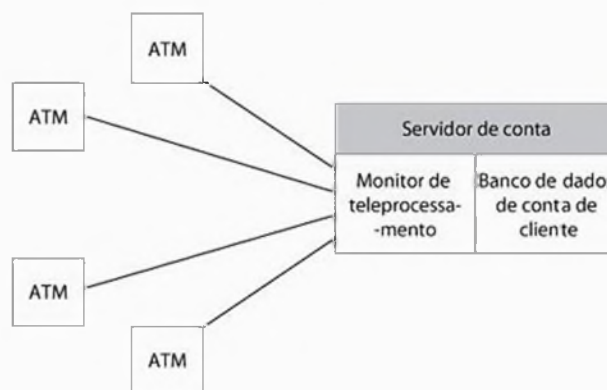 ATM
ATM
Servidor de conta
Monitor de
teleprocessa-
-mento
Banco de dado
de conta de
cliente
ATM
ATM